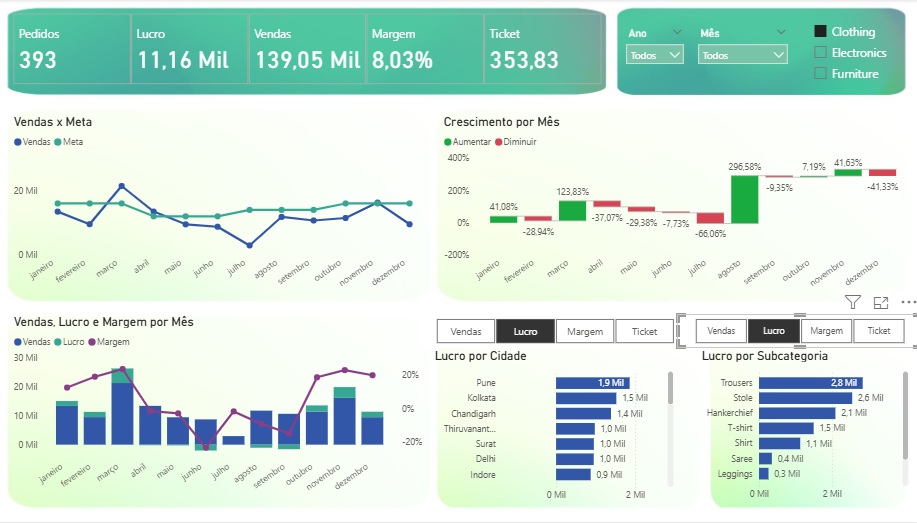 Pedidos
393
Lucro
11,16 Mil
Vendas
139,05 Mil
Margem
8,03%
Ticket
353,83
Ano
Todos
Mês
Todos
Clothing
Electronics
Furniture
Vendas x Meta
Vendas Meta
20 Mil
0 Mil
janeiro fevereiro março abril maio junho julho agosto setembro outubro novembro dezembro
Crescimento por Mês
Aumentar Diminuir
400%
200%
0%
-200%
41,08% -28,94% 123,83% -37,07% -29,38% -7,73% -66,06% 296,58% -9,35% 7,19% 41,63% -41,33%
janeiro fevereiro março abril maio junho julho agosto setembro outubro novembro dezembro
Vendas, Lucro e Margem por Mês
Vendas Lucro Margem
30 Mil
20 Mil
10 Mil
0 Mil
20%
0%
-20%
janeiro fevereiro março abril maio junho julho agosto setembro outubro novembro dezembro
Vendas Lucro Margem Ticket
Lucro por Cidade
Pune 1,9 Mil
Kolkata 1,5 Mil
Chandigarh 1,4 Mil
Thiruvanant... 1,0 Mil
Surat 1,0 Mil
Delhi 1,0 Mil
Indore 0,9 Mil
0 Mil 2 Mil
Vendas Lucro Margem Ticket
Lucro por Subcategoria
Trousers 2,8 Mil
Stole 2,6 Mil
Hankerchief 2,1 Mil
T-shirt 1,5 Mil
Shirt 1,1 Mil
Saree 0,4 Mil
Leggings 0,3 Mil
0 Mil 2 Mil